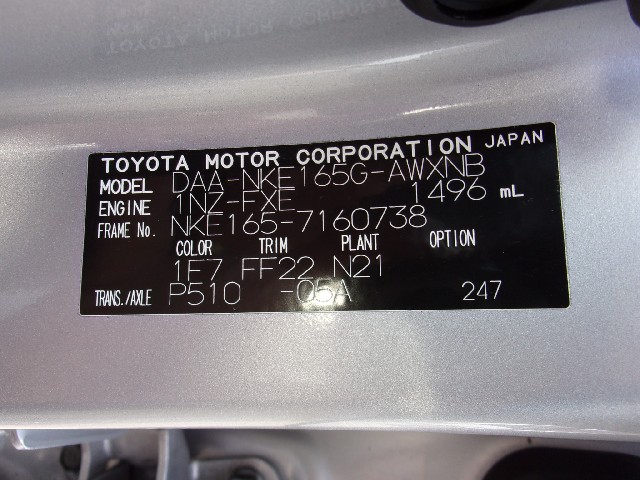 TOYOTA MOTOR CORPORATION JAPAN
MODEL DAA-NKE165G-AWXNB
ENGINE 1NZ-FXE 1496 mL
FRAME No. NKE165-7160738
COLOR TRIM PLANT OPTION
1F7 FF22 N21
TRANS./AXLE P510 -05A 247